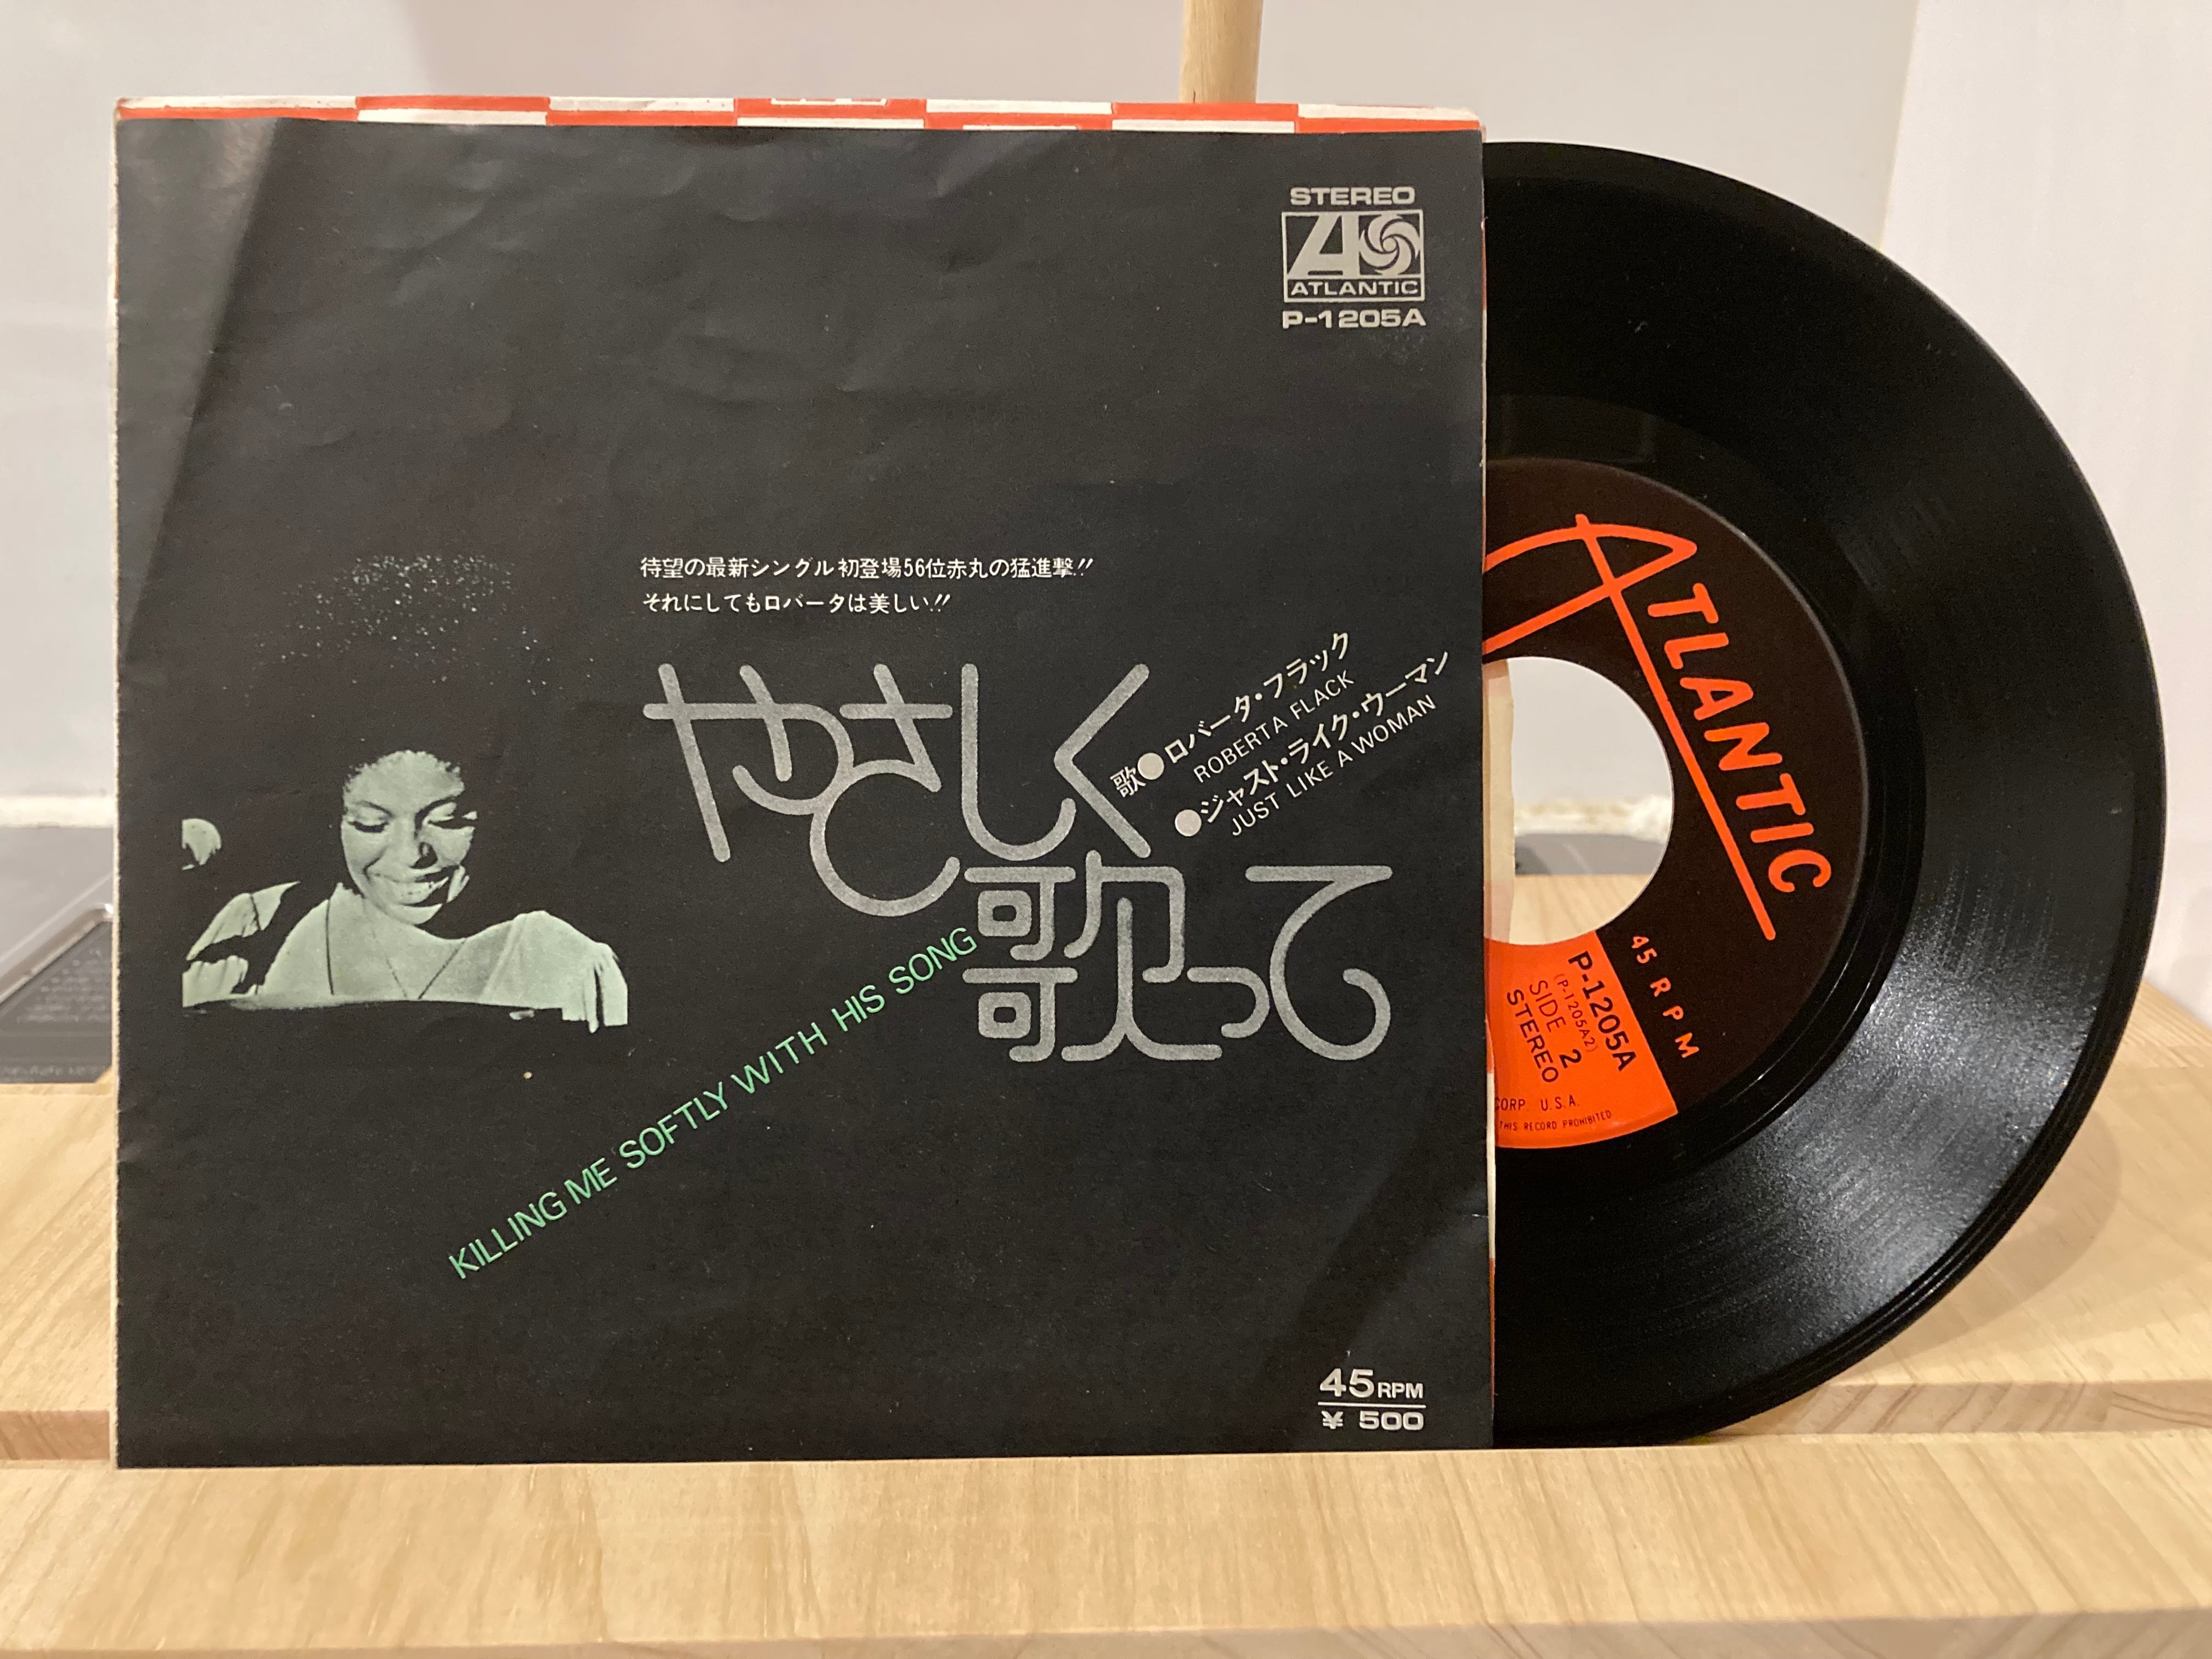 STEREO
ATLANTIC
P-1205A
待望の最新シングル初登場56位赤丸の猛進撃!!
それにしてもロバータは美しい!!
やさしく
歌って
歌●ロバータ・フラック
ROBERTA FLACK
●ジャスト・ライク・ウーマン
JUST LIKE A WOMAN
KILLING ME SOFTLY WITH HIS SONG
45 RPM
¥ 500
ATLANTIC
45 RPM
P-1205A
(P-1205A2)
SIDE 2
STEREO
CORP. U.S.A.
THIS RECORD PROHIBITED